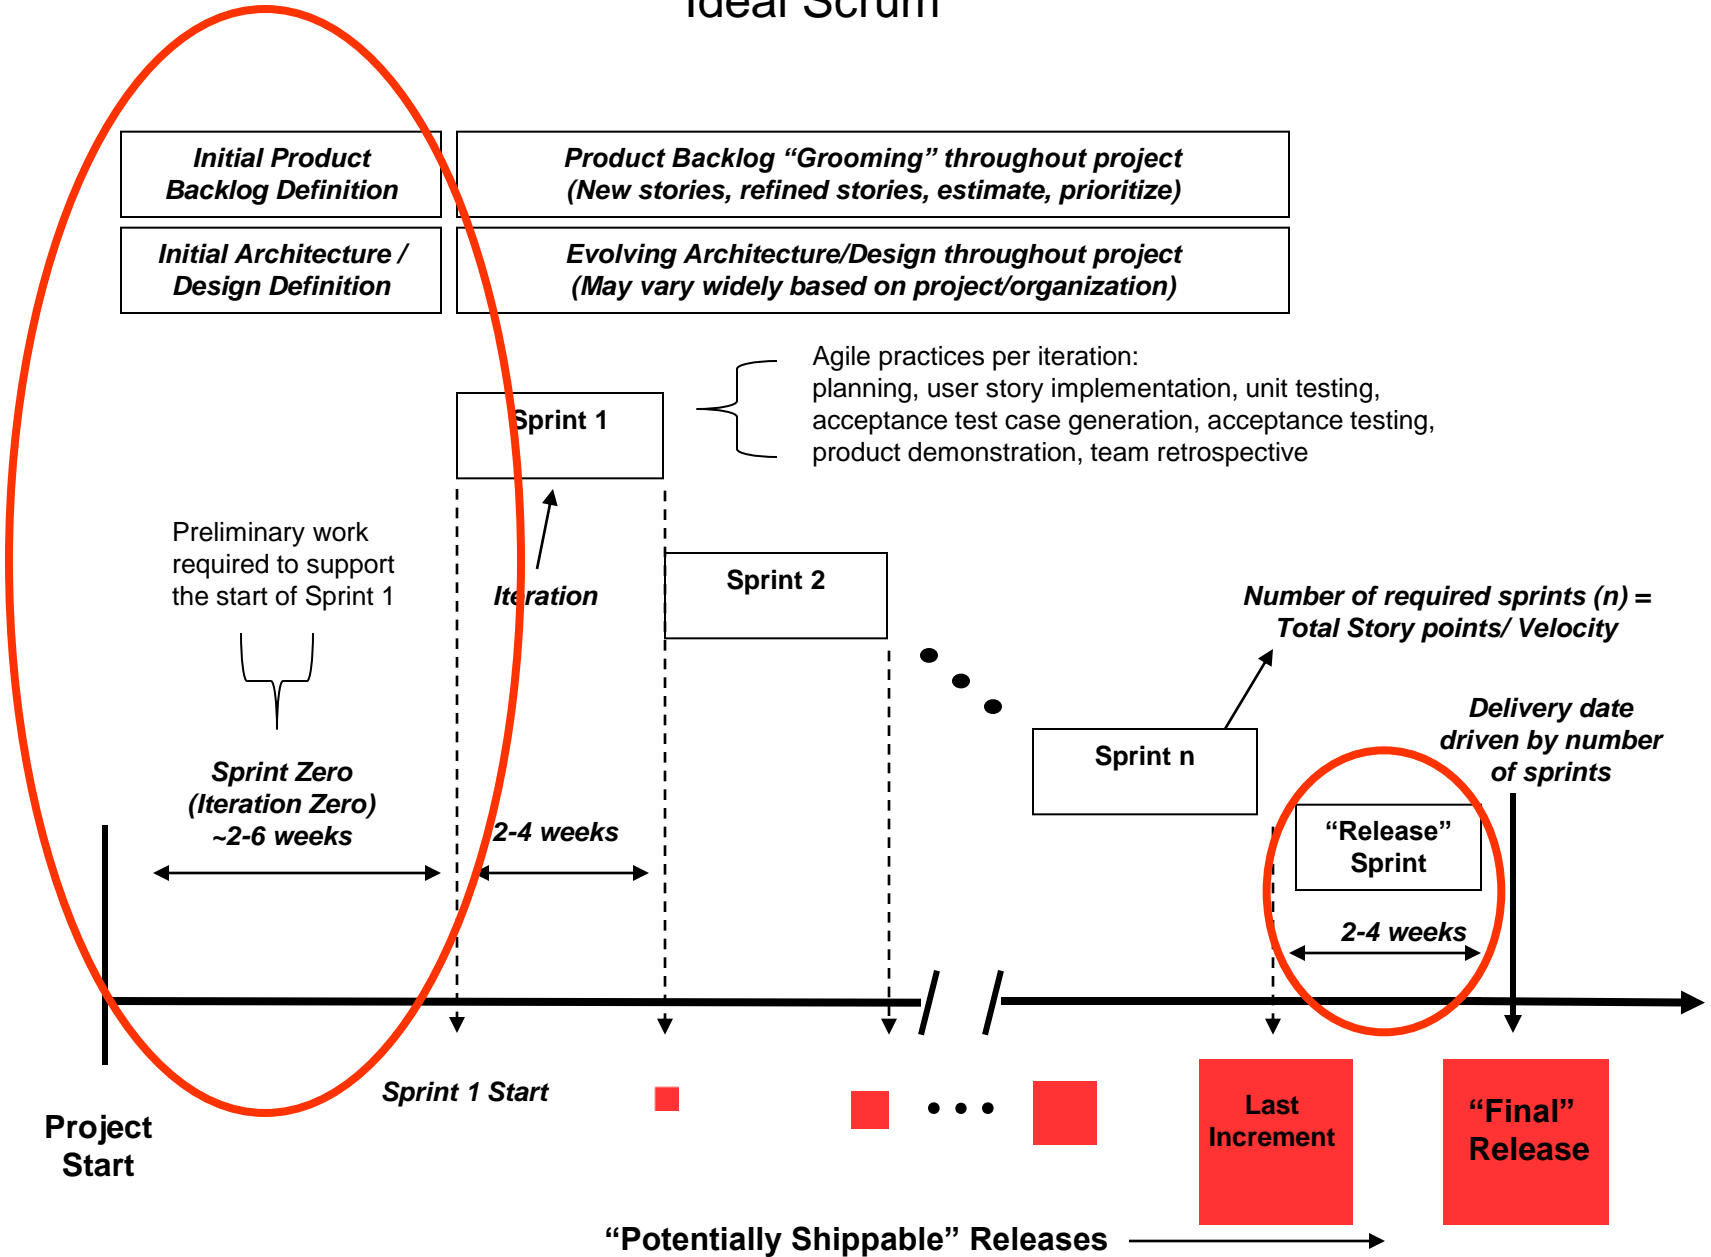 Ideal Scrum
Initial Product
Backlog Definition
Product Backlog “Grooming” throughout project
(New stories, refined stories, estimate, prioritize)
Initial Architecture /
Design Definition
Evolving Architecture/Design throughout project
(May vary widely based on project/organization)
Agile practices per iteration:
planning, user story implementation, unit testing,
acceptance test case generation, acceptance testing,
product demonstration, team retrospective
Sprint 1
Preliminary work
required to support
the start of Sprint 1
Iteration
Sprint 2
Number of required sprints (n) =
Total Story points/ Velocity
Sprint n
Delivery date
driven by number
of sprints
Sprint Zero
(Iteration Zero)
~2-6 weeks
2-4 weeks
“Release”
Sprint
2-4 weeks
Sprint 1 Start
Project
Start
Last
Increment
“Final”
Release
“Potentially Shippable” Releases